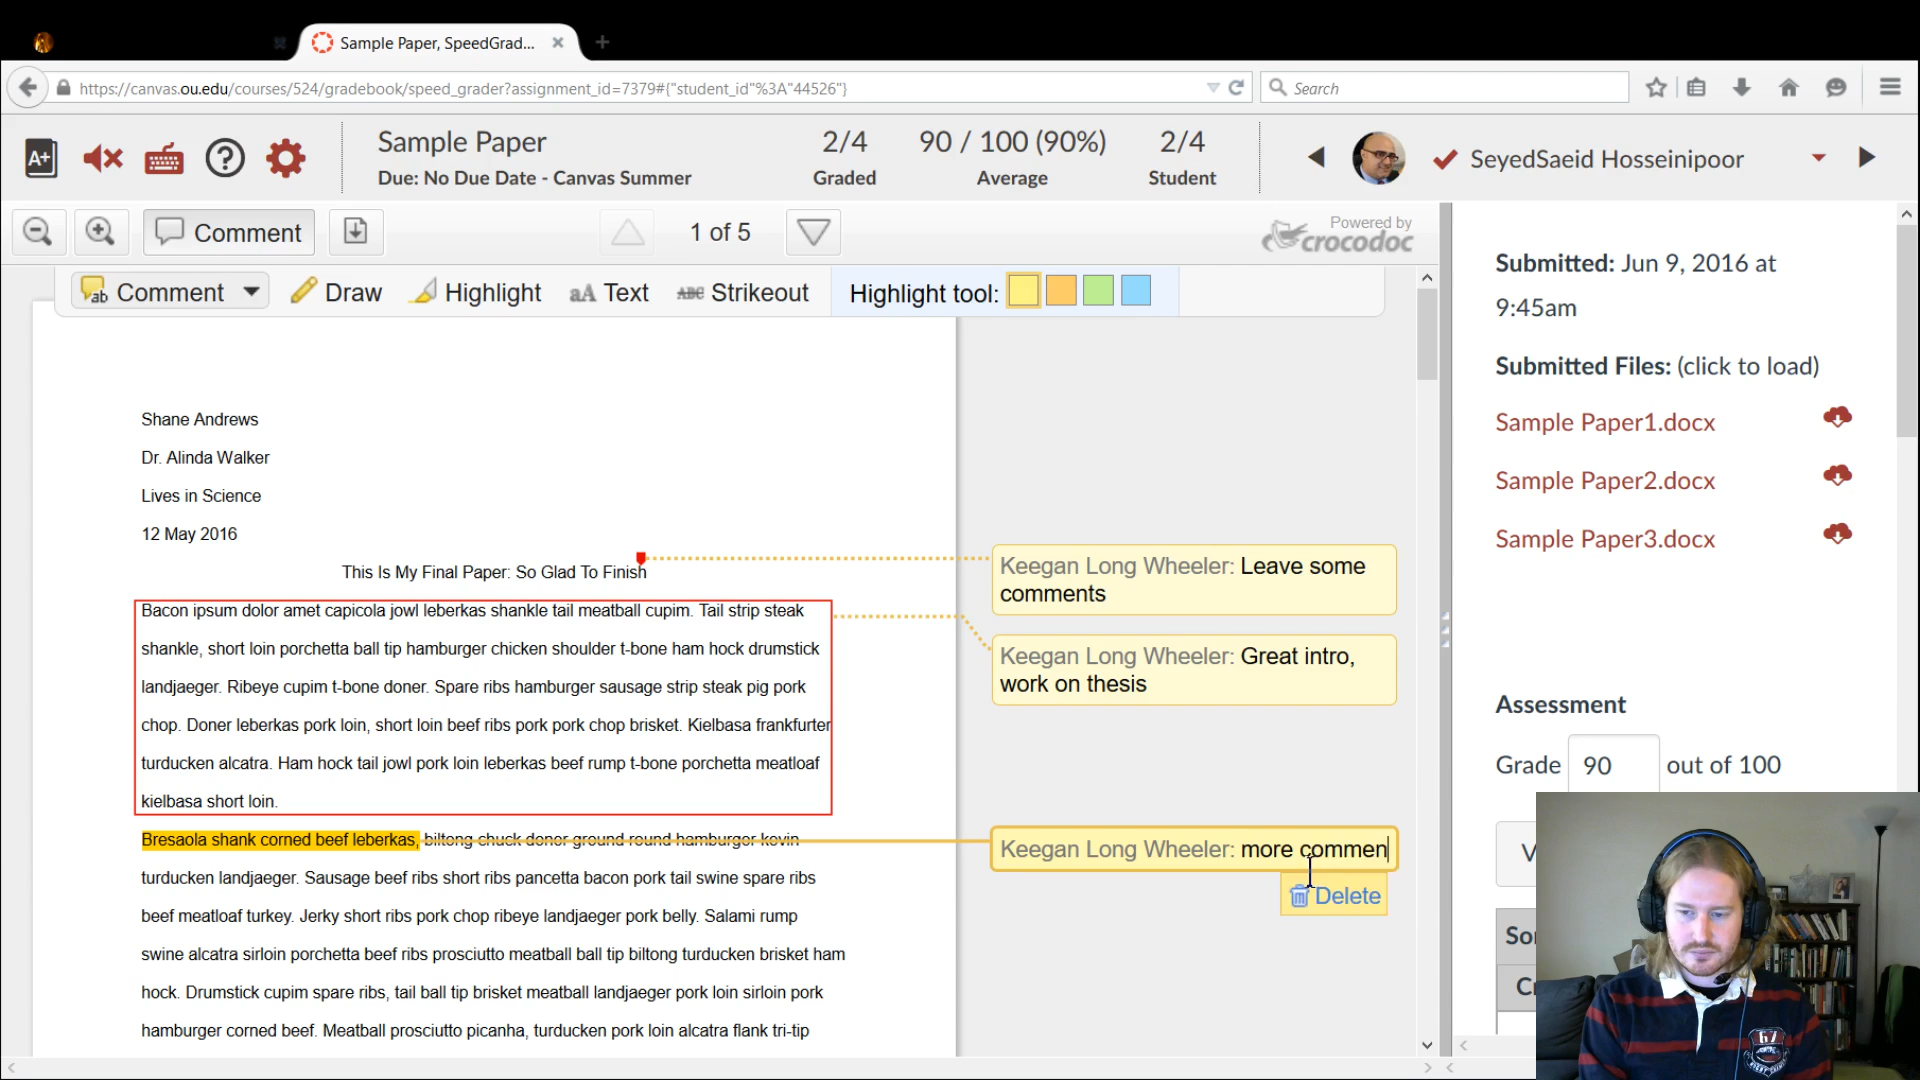 Sample Paper, SpeedGrad...
https://canvas.ou.edu/courses/524/gradebook/speed_grader?assignment_id=7379#{"student_id"%3A"44526"}
Search
A+
Sample Paper
Due: No Due Date - Canvas Summer
2/4
Graded
90 / 100 (90%)
Average
2/4
Student
SeyedSaeid Hosseinipoor
Comment
1 of 5
Powered by
crocodoc
Comment
Draw
Highlight
Text
Strikeout
Highlight tool:
Shane Andrews
Dr. Alinda Walker
Lives in Science
12 May 2016
This Is My Final Paper: So Glad To Finish
Bacon ipsum dolor amet capicola jowl leberkas shankle tail meatball cupim. Tail strip steak
shankle, short loin porchetta ball tip hamburger chicken shoulder t-bone ham hock drumstick
landjaeger. Ribeye cupim t-bone doner. Spare ribs hamburger sausage strip steak pig pork
chop. Doner leberkas pork loin, short loin beef ribs pork pork chop brisket. Kielbasa frankfurter
turducken alcatra. Ham hock tail jowl pork loin leberkas beef rump t-bone porchetta meatloaf
kielbasa short loin.
Bresaola shank corned beef leberkas, biltong chuck doner ground round hamburger kevin
turducken landjaeger. Sausage beef ribs short ribs pancetta bacon pork tail swine spare ribs
beef meatloaf turkey. Jerky short ribs pork chop ribeye landjaeger pork belly. Salami rump
swine alcatra sirloin porchetta beef ribs prosciutto meatball ball tip biltong turducken brisket ham
hock. Drumstick cupim spare ribs, tail ball tip brisket meatball landjaeger pork loin sirloin pork
hamburger corned beef. Meatball prosciutto picanha, turducken pork loin alcatra flank tri-tip
Keegan Long Wheeler: Leave some
comments
Keegan Long Wheeler: Great intro,
work on thesis
Keegan Long Wheeler: more commen
Delete
Submitted: Jun 9, 2016 at
9:45am
Submitted Files: (click to load)
Sample Paper1.docx
Sample Paper2.docx
Sample Paper3.docx
Assessment
Grade 90 out of 100